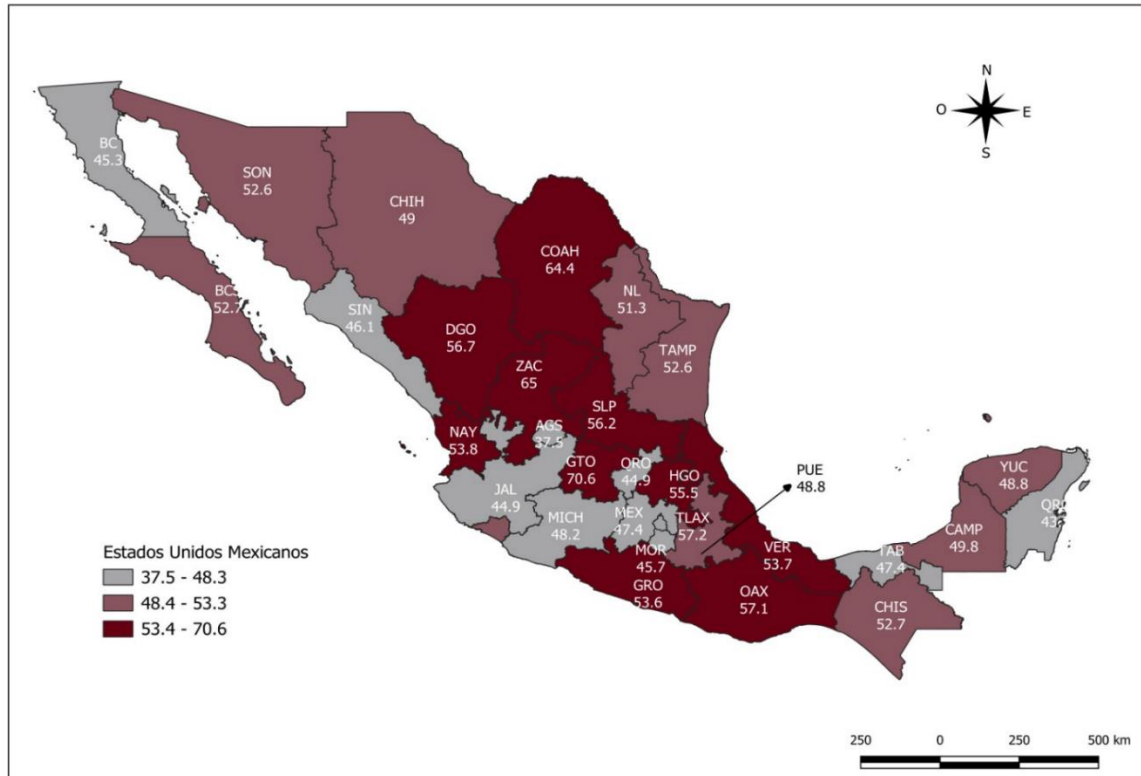 N
O
E
S
BC
45.3
SON
52.6
CHIH
49
COAH
64.4
BCS
52.7
SIN
46.1
NL
51.3
DGO
56.7
TAMP
52.6
ZAC
65
SLP
56.2
NAY
53.8
AGS
37.5
GTO
70.6
QRO
44.9
HGO
55.5
PUE
48.8
YUC
48.8
JAL
44.9
MICH
48.2
MEX
47.4
TLAX
57.2
CAMP
49.8
MOR
45.7
VER
53.7
TAB
47.4
GRO
53.6
OAX
57.1
CHIS
52.7
Estados Unidos Mexicanos
37.5 - 48.3
48.4 - 53.3
53.4 - 70.6
250
0
250
500 km